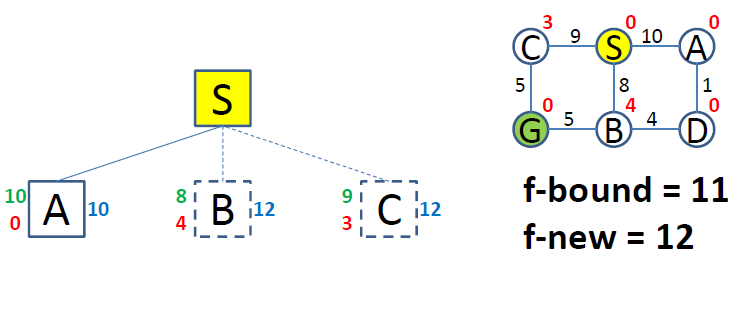 S
10 A 10
0
8 B 12
4
9 C 12
3
3 0 0
C 9 S 10 A
5 8 1
0 4 0
G 5 B 4 D
f-bound = 11
f-new = 12